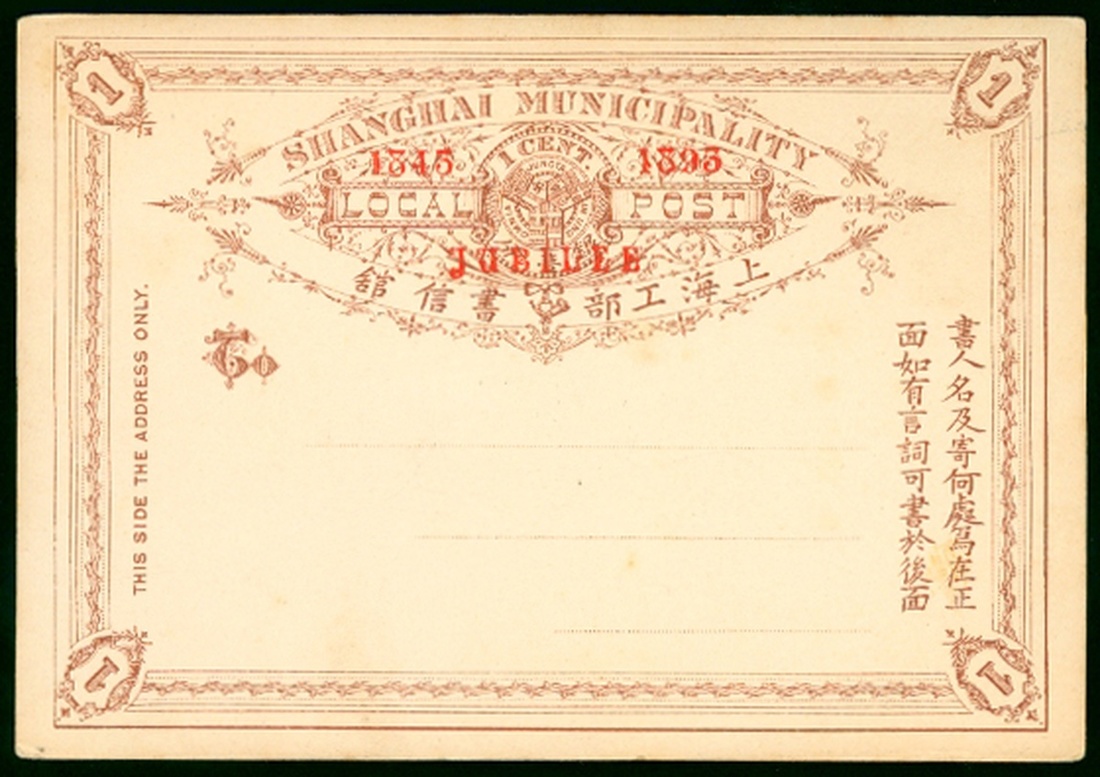 1
1
SHANGHAI MUNICIPALITY
1 CENT
1843
1893
LOCAL
POST
JUBILEE
上海工部書信館
To
THIS SIDE THE ADDRESS ONLY.
書人名及寄何處冩在正
面如有言詞可書於後面
1
1